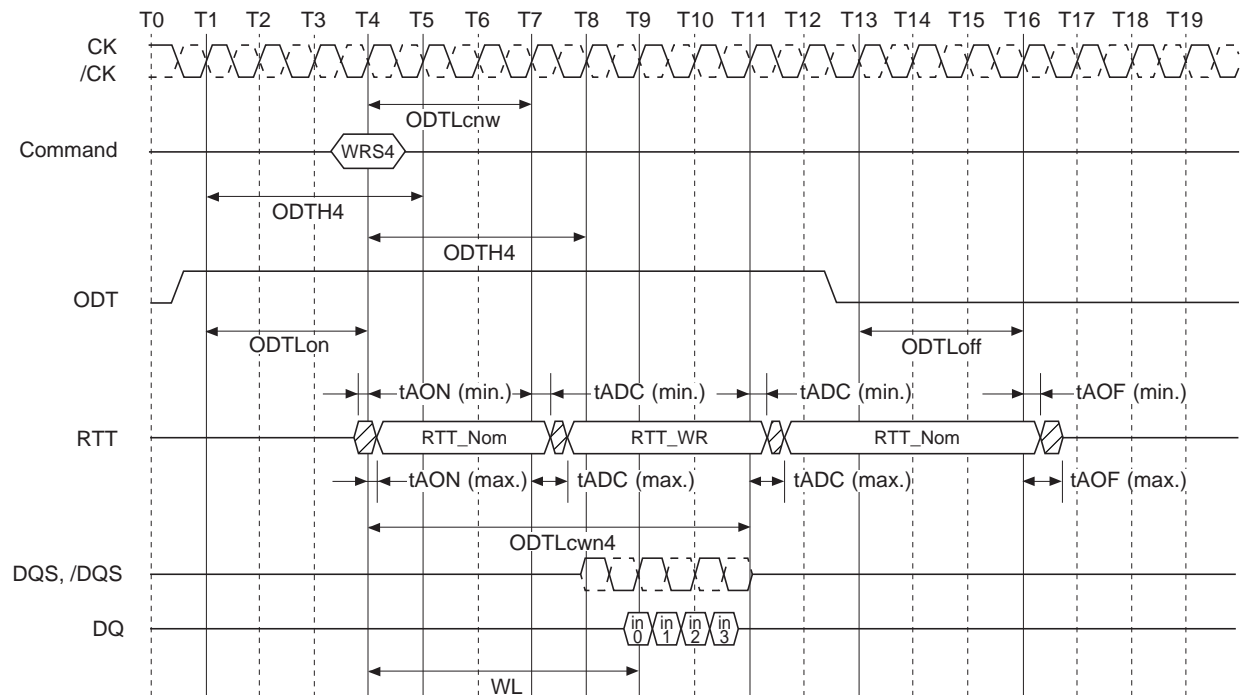 T0 T1 T2 T3 T4 T5 T6 T7 T8 T9 T10 T11 T12 T13 T14 T15 T16 T17 T18 T19
CK
/CK
ODTLcnw
Command WRS4
ODTH4
ODTH4
ODT
ODTLon ODTLoff
tAON (min.) tADC (min.) tADC (min.) tAOF (min.)
RTT RTT_Nom RTT_WR RTT_Nom
tAON (max.) tADC (max.) tADC (max.) tAOF (max.)
ODTLcwn4
DQS, /DQS
DQ in 0 in 1 in 2 in 3
WL